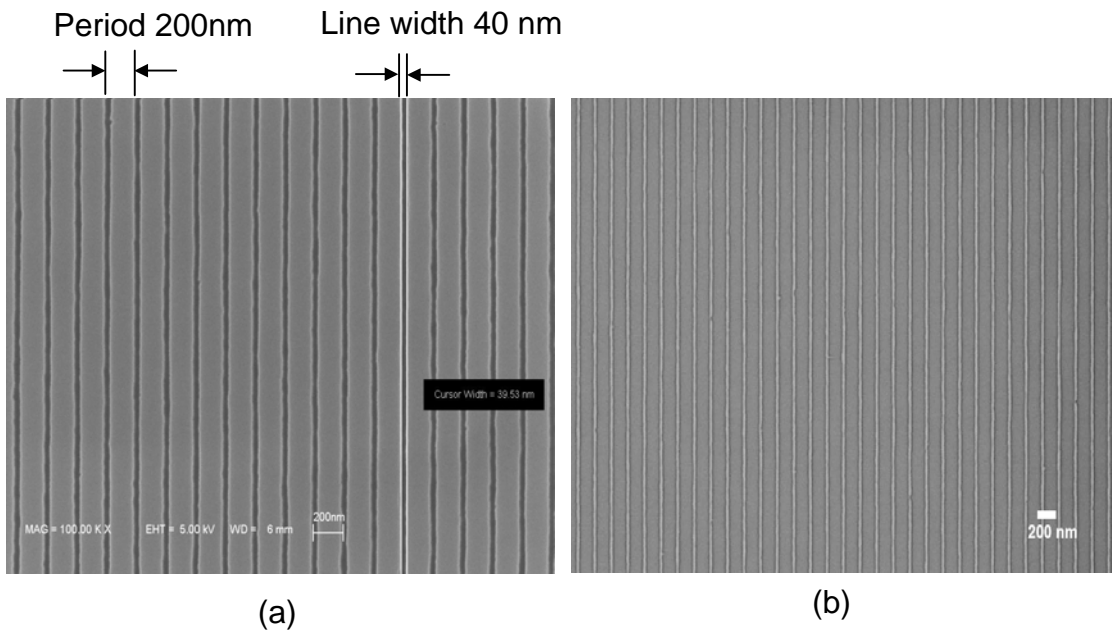 Period 200nm
Line width 40 nm
Cursor Width = 39.53 nm
MAG = 100.00 K X
EHT = 5.00 kV
WD = 6 mm
200nm
200 nm
(a)
(b)